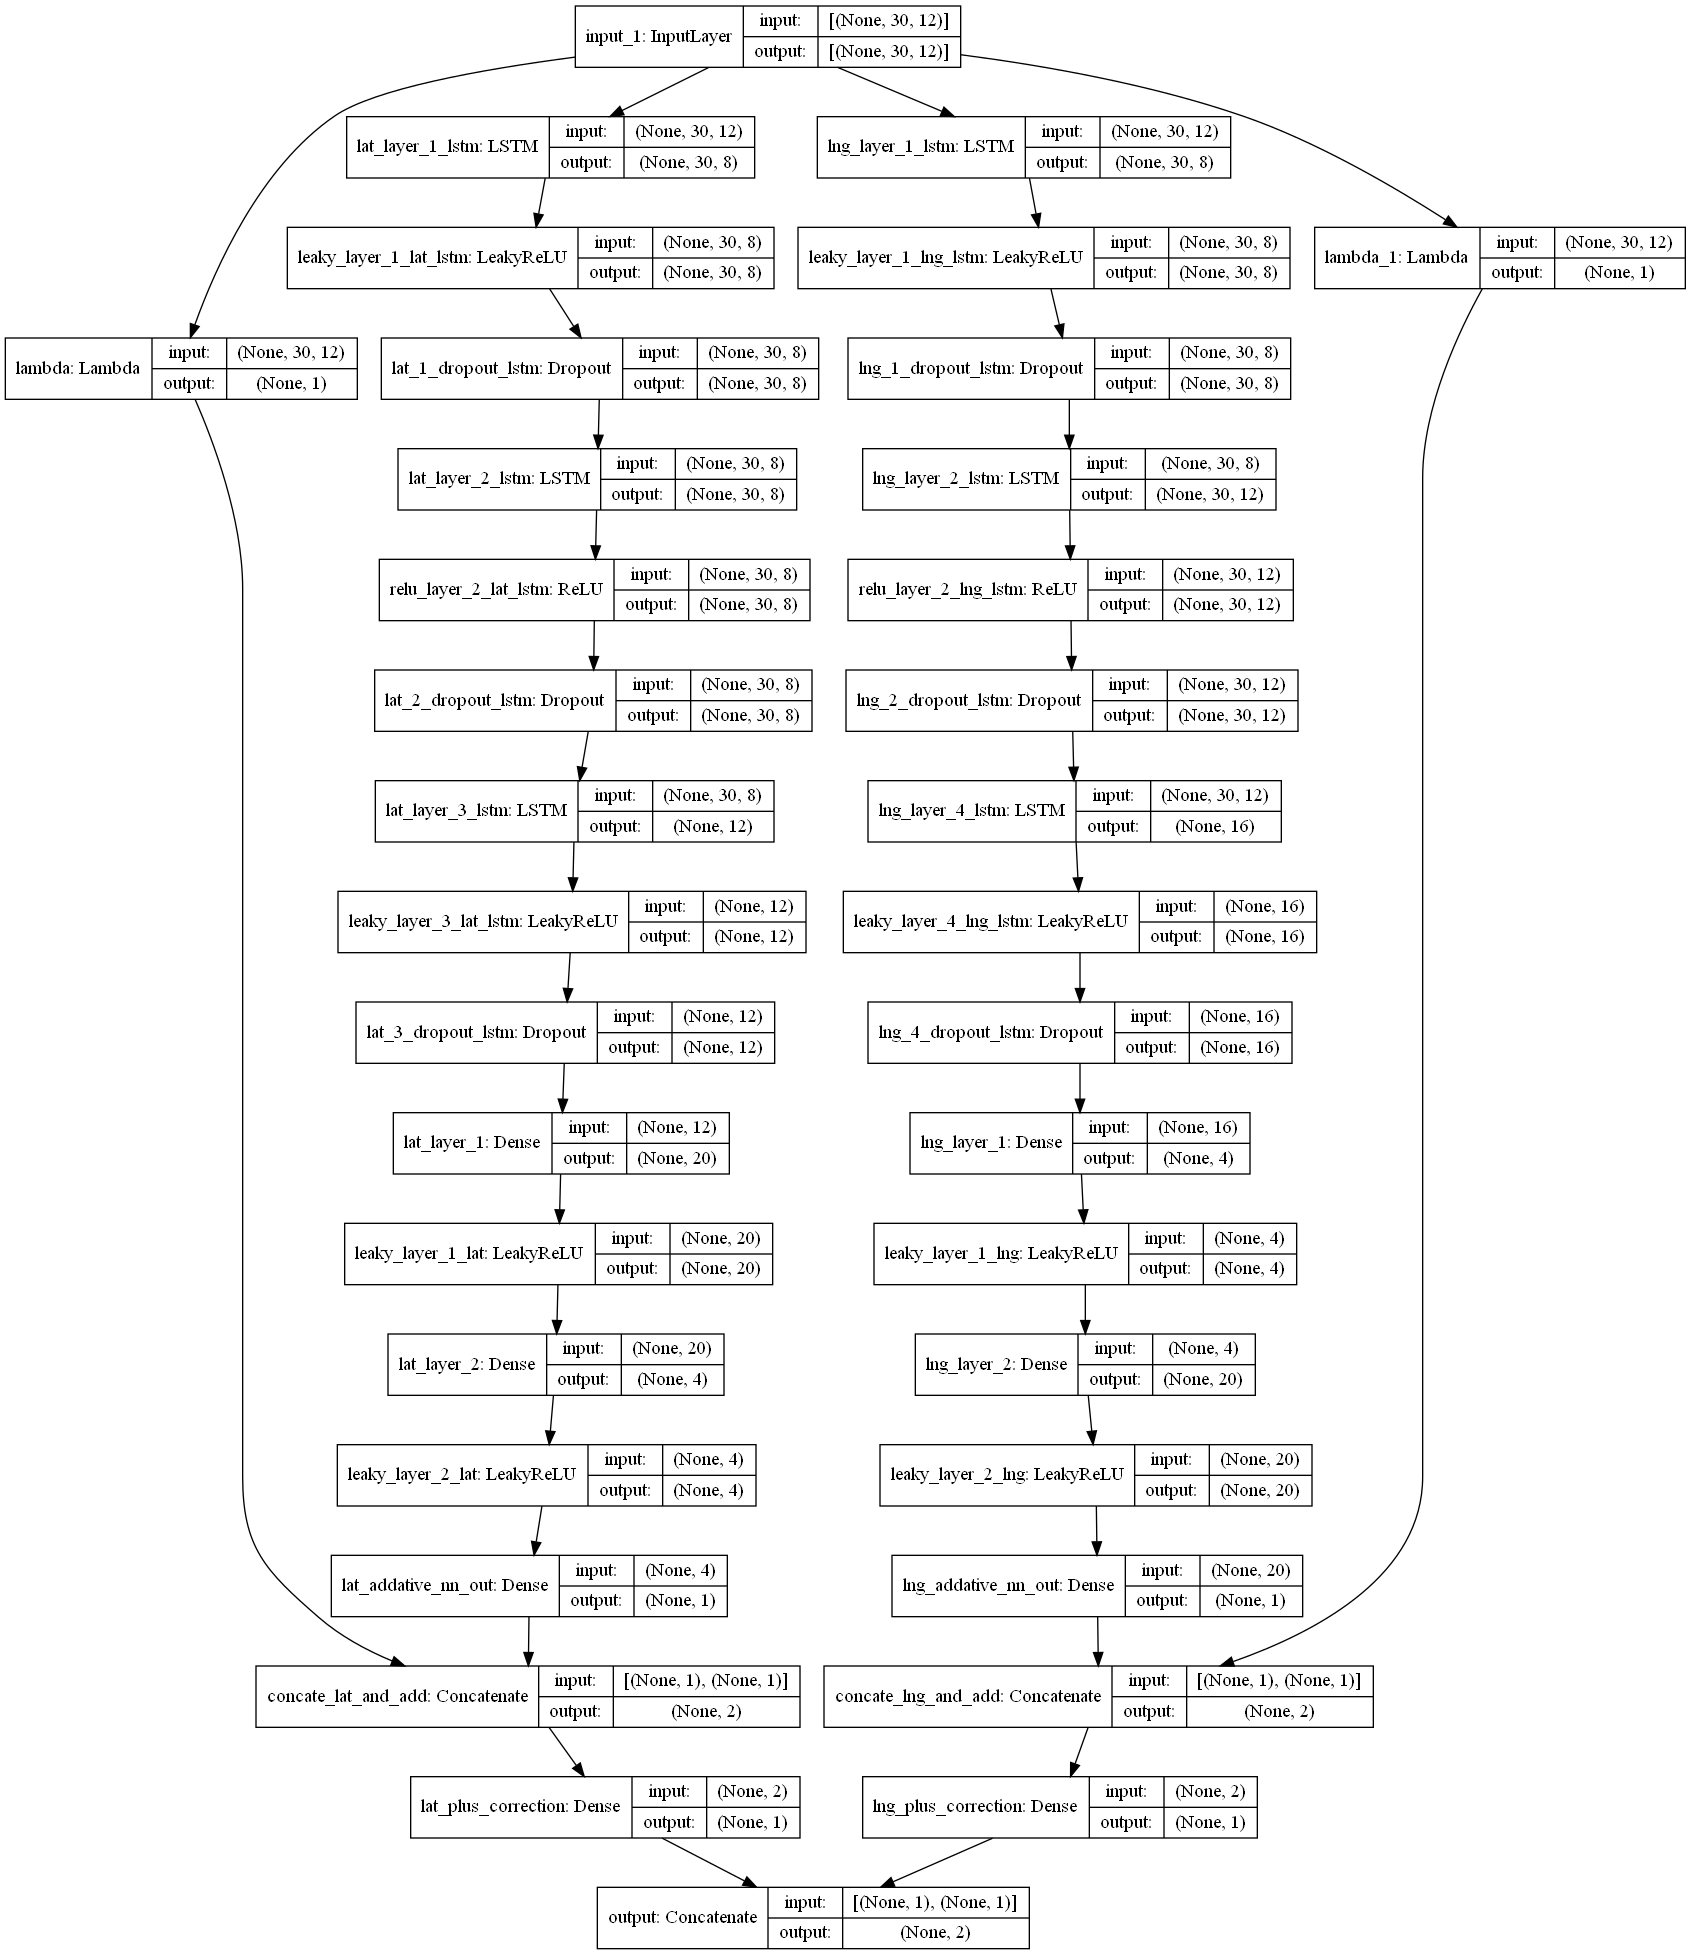 input_1: InputLayer
input: [(None, 30, 12)]
output: [(None, 30, 12)]
lat_layer_1_lstm: LSTM
input: (None, 30, 12)
output: (None, 30, 8)
lng_layer_1_lstm: LSTM
input: (None, 30, 12)
output: (None, 30, 8)
leaky_layer_1_lat_lstm: LeakyReLU
input: (None, 30, 8)
output: (None, 30, 8)
leaky_layer_1_lng_lstm: LeakyReLU
input: (None, 30, 8)
output: (None, 30, 8)
lambda_1: Lambda
input: (None, 30, 12)
output: (None, 1)
lambda: Lambda
input: (None, 30, 12)
output: (None, 1)
lat_1_dropout_lstm: Dropout
input: (None, 30, 8)
output: (None, 30, 8)
lng_1_dropout_lstm: Dropout
input: (None, 30, 8)
output: (None, 30, 8)
lat_layer_2_lstm: LSTM
input: (None, 30, 8)
output: (None, 30, 8)
lng_layer_2_lstm: LSTM
input: (None, 30, 8)
output: (None, 30, 12)
relu_layer_2_lat_lstm: ReLU
input: (None, 30, 8)
output: (None, 30, 8)
relu_layer_2_lng_lstm: ReLU
input: (None, 30, 12)
output: (None, 30, 12)
lat_2_dropout_lstm: Dropout
input: (None, 30, 8)
output: (None, 30, 8)
lng_2_dropout_lstm: Dropout
input: (None, 30, 12)
output: (None, 30, 12)
lat_layer_3_lstm: LSTM
input: (None, 30, 8)
output: (None, 12)
lng_layer_4_lstm: LSTM
input: (None, 30, 12)
output: (None, 16)
leaky_layer_3_lat_lstm: LeakyReLU
input: (None, 12)
output: (None, 12)
leaky_layer_4_lng_lstm: LeakyReLU
input: (None, 16)
output: (None, 16)
lat_3_dropout_lstm: Dropout
input: (None, 12)
output: (None, 12)
lng_4_dropout_lstm: Dropout
input: (None, 16)
output: (None, 16)
lat_layer_1: Dense
input: (None, 12)
output: (None, 20)
lng_layer_1: Dense
input: (None, 16)
output: (None, 4)
leaky_layer_1_lat: LeakyReLU
input: (None, 20)
output: (None, 20)
leaky_layer_1_lng: LeakyReLU
input: (None, 4)
output: (None, 4)
lat_layer_2: Dense
input: (None, 20)
output: (None, 4)
lng_layer_2: Dense
input: (None, 4)
output: (None, 20)
leaky_layer_2_lat: LeakyReLU
input: (None, 4)
output: (None, 4)
leaky_layer_2_lng: LeakyReLU
input: (None, 20)
output: (None, 20)
lat_addative_nn_out: Dense
input: (None, 4)
output: (None, 1)
lng_addative_nn_out: Dense
input: (None, 20)
output: (None, 1)
concate_lat_and_add: Concatenate
input: [(None, 1), (None, 1)]
output: (None, 2)
concate_lng_and_add: Concatenate
input: [(None, 1), (None, 1)]
output: (None, 2)
lat_plus_correction: Dense
input: (None, 2)
output: (None, 1)
lng_plus_correction: Dense
input: (None, 2)
output: (None, 1)
output: Concatenate
input: [(None, 1), (None, 1)]
output: (None, 2)